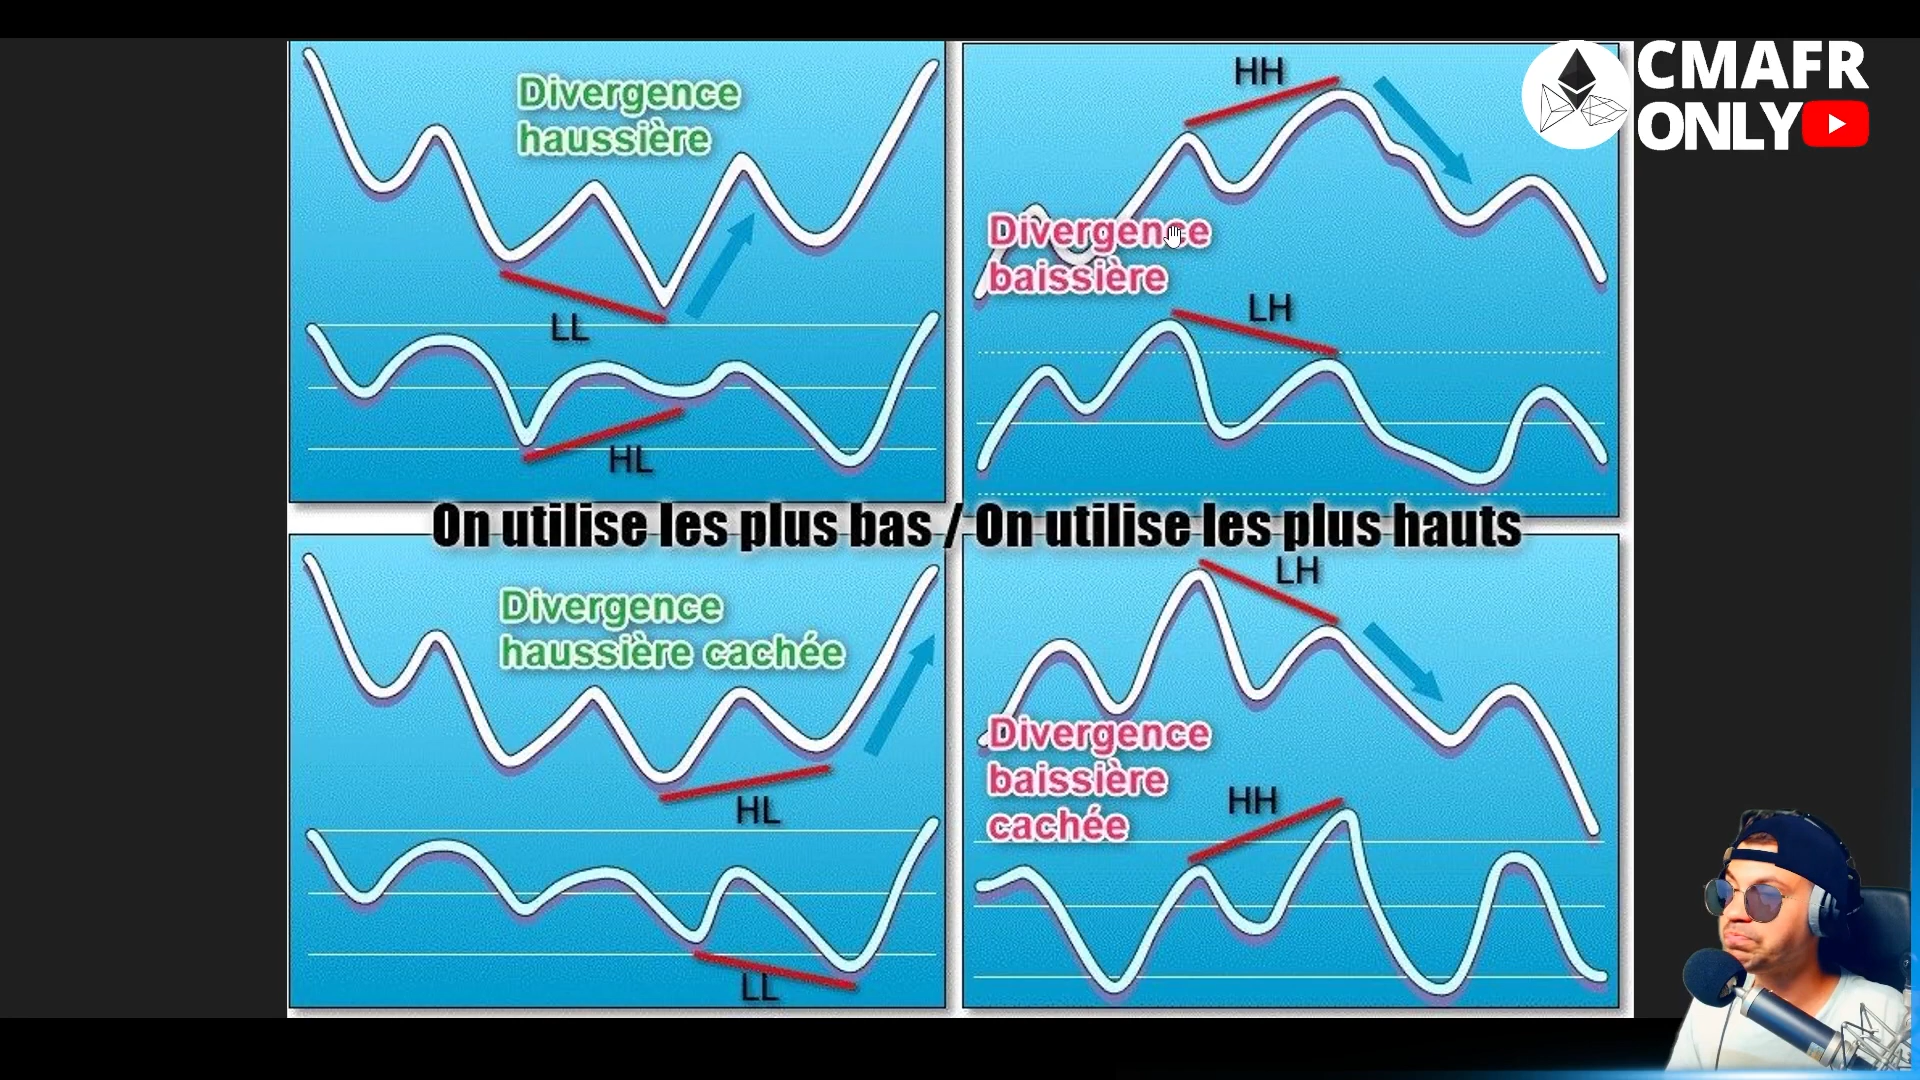 CMAFR
ONLY
Divergence
haussière
LL
HL
HH
Divergence
baissière
LH
On utilise les plus bas / On utilise les plus hauts
Divergence
haussière cachée
HL
LL
LH
Divergence
baissière
cachée
HH